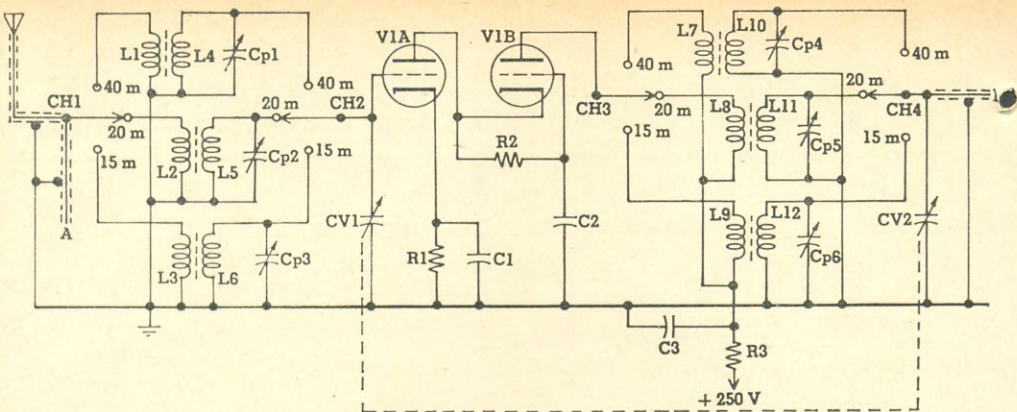 L1
L4
Cp1
40 m
40 m
CH1
20 m
20 m
CH2
15 m
15 m
L2
L5
Cp2
A
L3
L6
Cp3
V1A
V1B
R2
CV1
R1
C1
C2
CH3
L7
L10
Cp4
40 m
40 m
20 m
20 m
CH4
L8
L11
Cp5
15 m
15 m
L9
L12
Cp6
CV2
C3
R3
+ 250 V